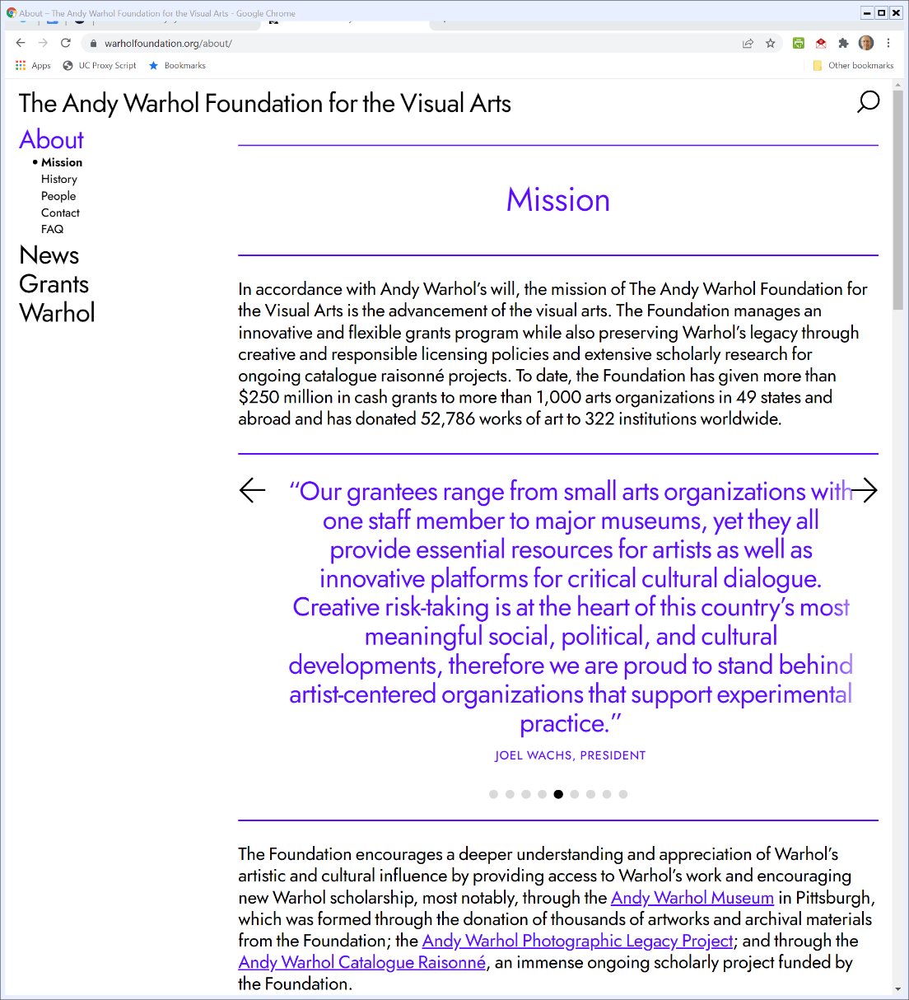 About – The Andy Warhol Foundation for the Visual Arts - Google Chrome
warholfoundation.org/about/
Apps UC Proxy Script Bookmarks Other bookmarks
The Andy Warhol Foundation for the Visual Arts
About
Mission
History
People
Contact
FAQ
News
Grants
Warhol
Mission
In accordance with Andy Warhol’s will, the mission of The Andy Warhol Foundation for
the Visual Arts is the advancement of the visual arts. The Foundation manages an
innovative and flexible grants program while also preserving Warhol’s legacy through
creative and responsible licensing policies and extensive scholarly research for
ongoing catalogue raisonné projects. To date, the Foundation has given more than
$250 million in cash grants to more than 1,000 arts organizations in 49 states and
abroad and has donated 52,786 works of art to 322 institutions worldwide.
“Our grantees range from small arts organizations with
one staff member to major museums, yet they all
provide essential resources for artists as well as
innovative platforms for critical cultural dialogue.
Creative risk-taking is at the heart of this country’s most
meaningful social, political, and cultural
developments, therefore we are proud to stand behind
artist-centered organizations that support experimental
practice.”
JOEL WACHS, PRESIDENT
The Foundation encourages a deeper understanding and appreciation of Warhol’s
artistic and cultural influence by providing access to Warhol’s work and encouraging
new Warhol scholarship, most notably, through the Andy Warhol Museum in Pittsburgh,
which was formed through the donation of thousands of artworks and archival materials
from the Foundation; the Andy Warhol Photographic Legacy Project; and through the
Andy Warhol Catalogue Raisonné, an immense ongoing scholarly project funded by
the Foundation.